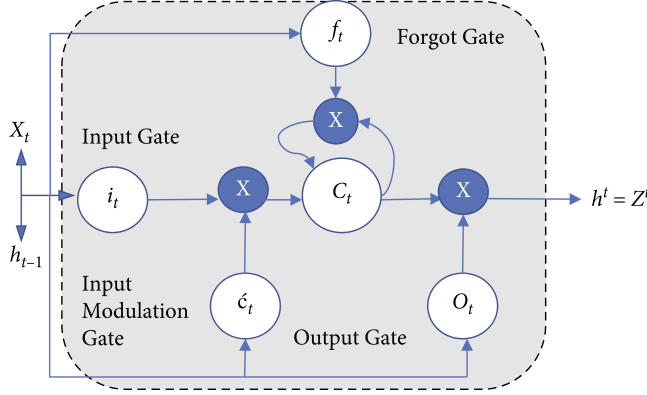 f_t
Forgot Gate
X
X_t
Input Gate
i_t
X
C_t
X
h^t = Z^t
h_{t–1}
Input
Modulation
Gate
ć_t
O_t
Output Gate